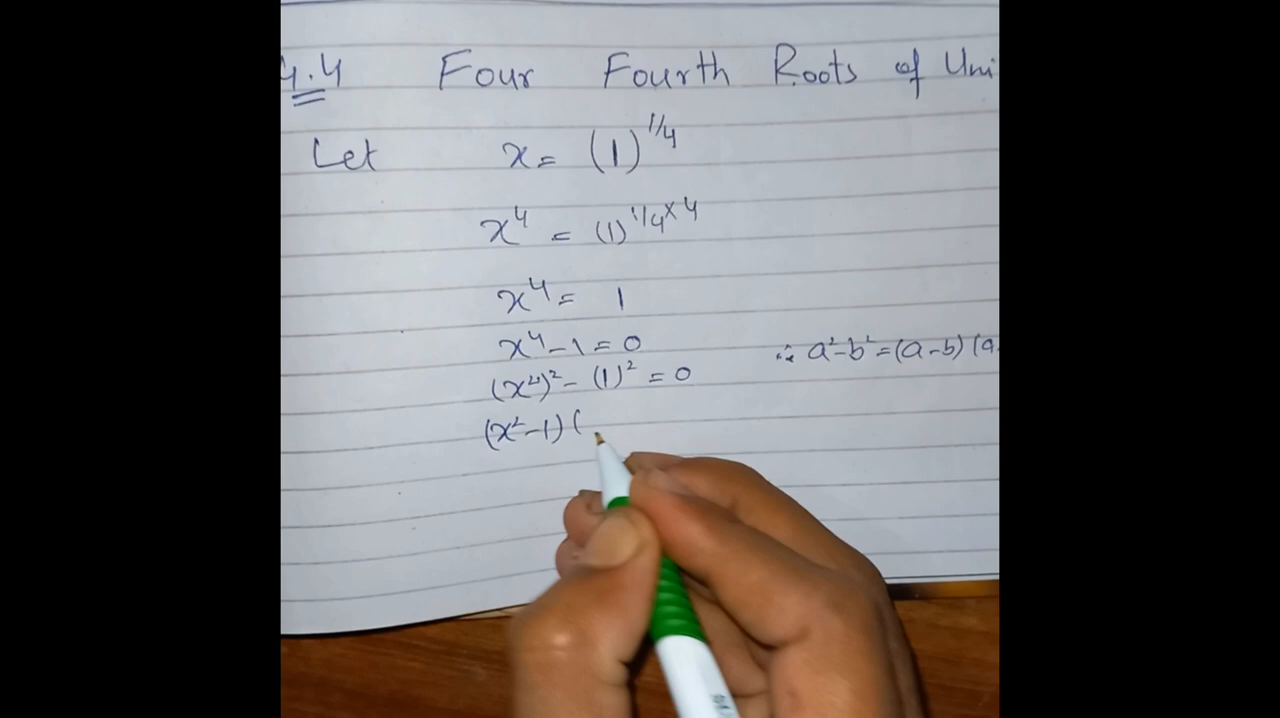 4.4 Four Fourth Roots of Uni
Let x = (1)^1/4
x^4 = (1)^1/4×4
x^4 = 1
x^4 - 1 = 0
∴ a² - b² = (a - b) (a
(x²)² - (1)² = 0
(x² - 1) (